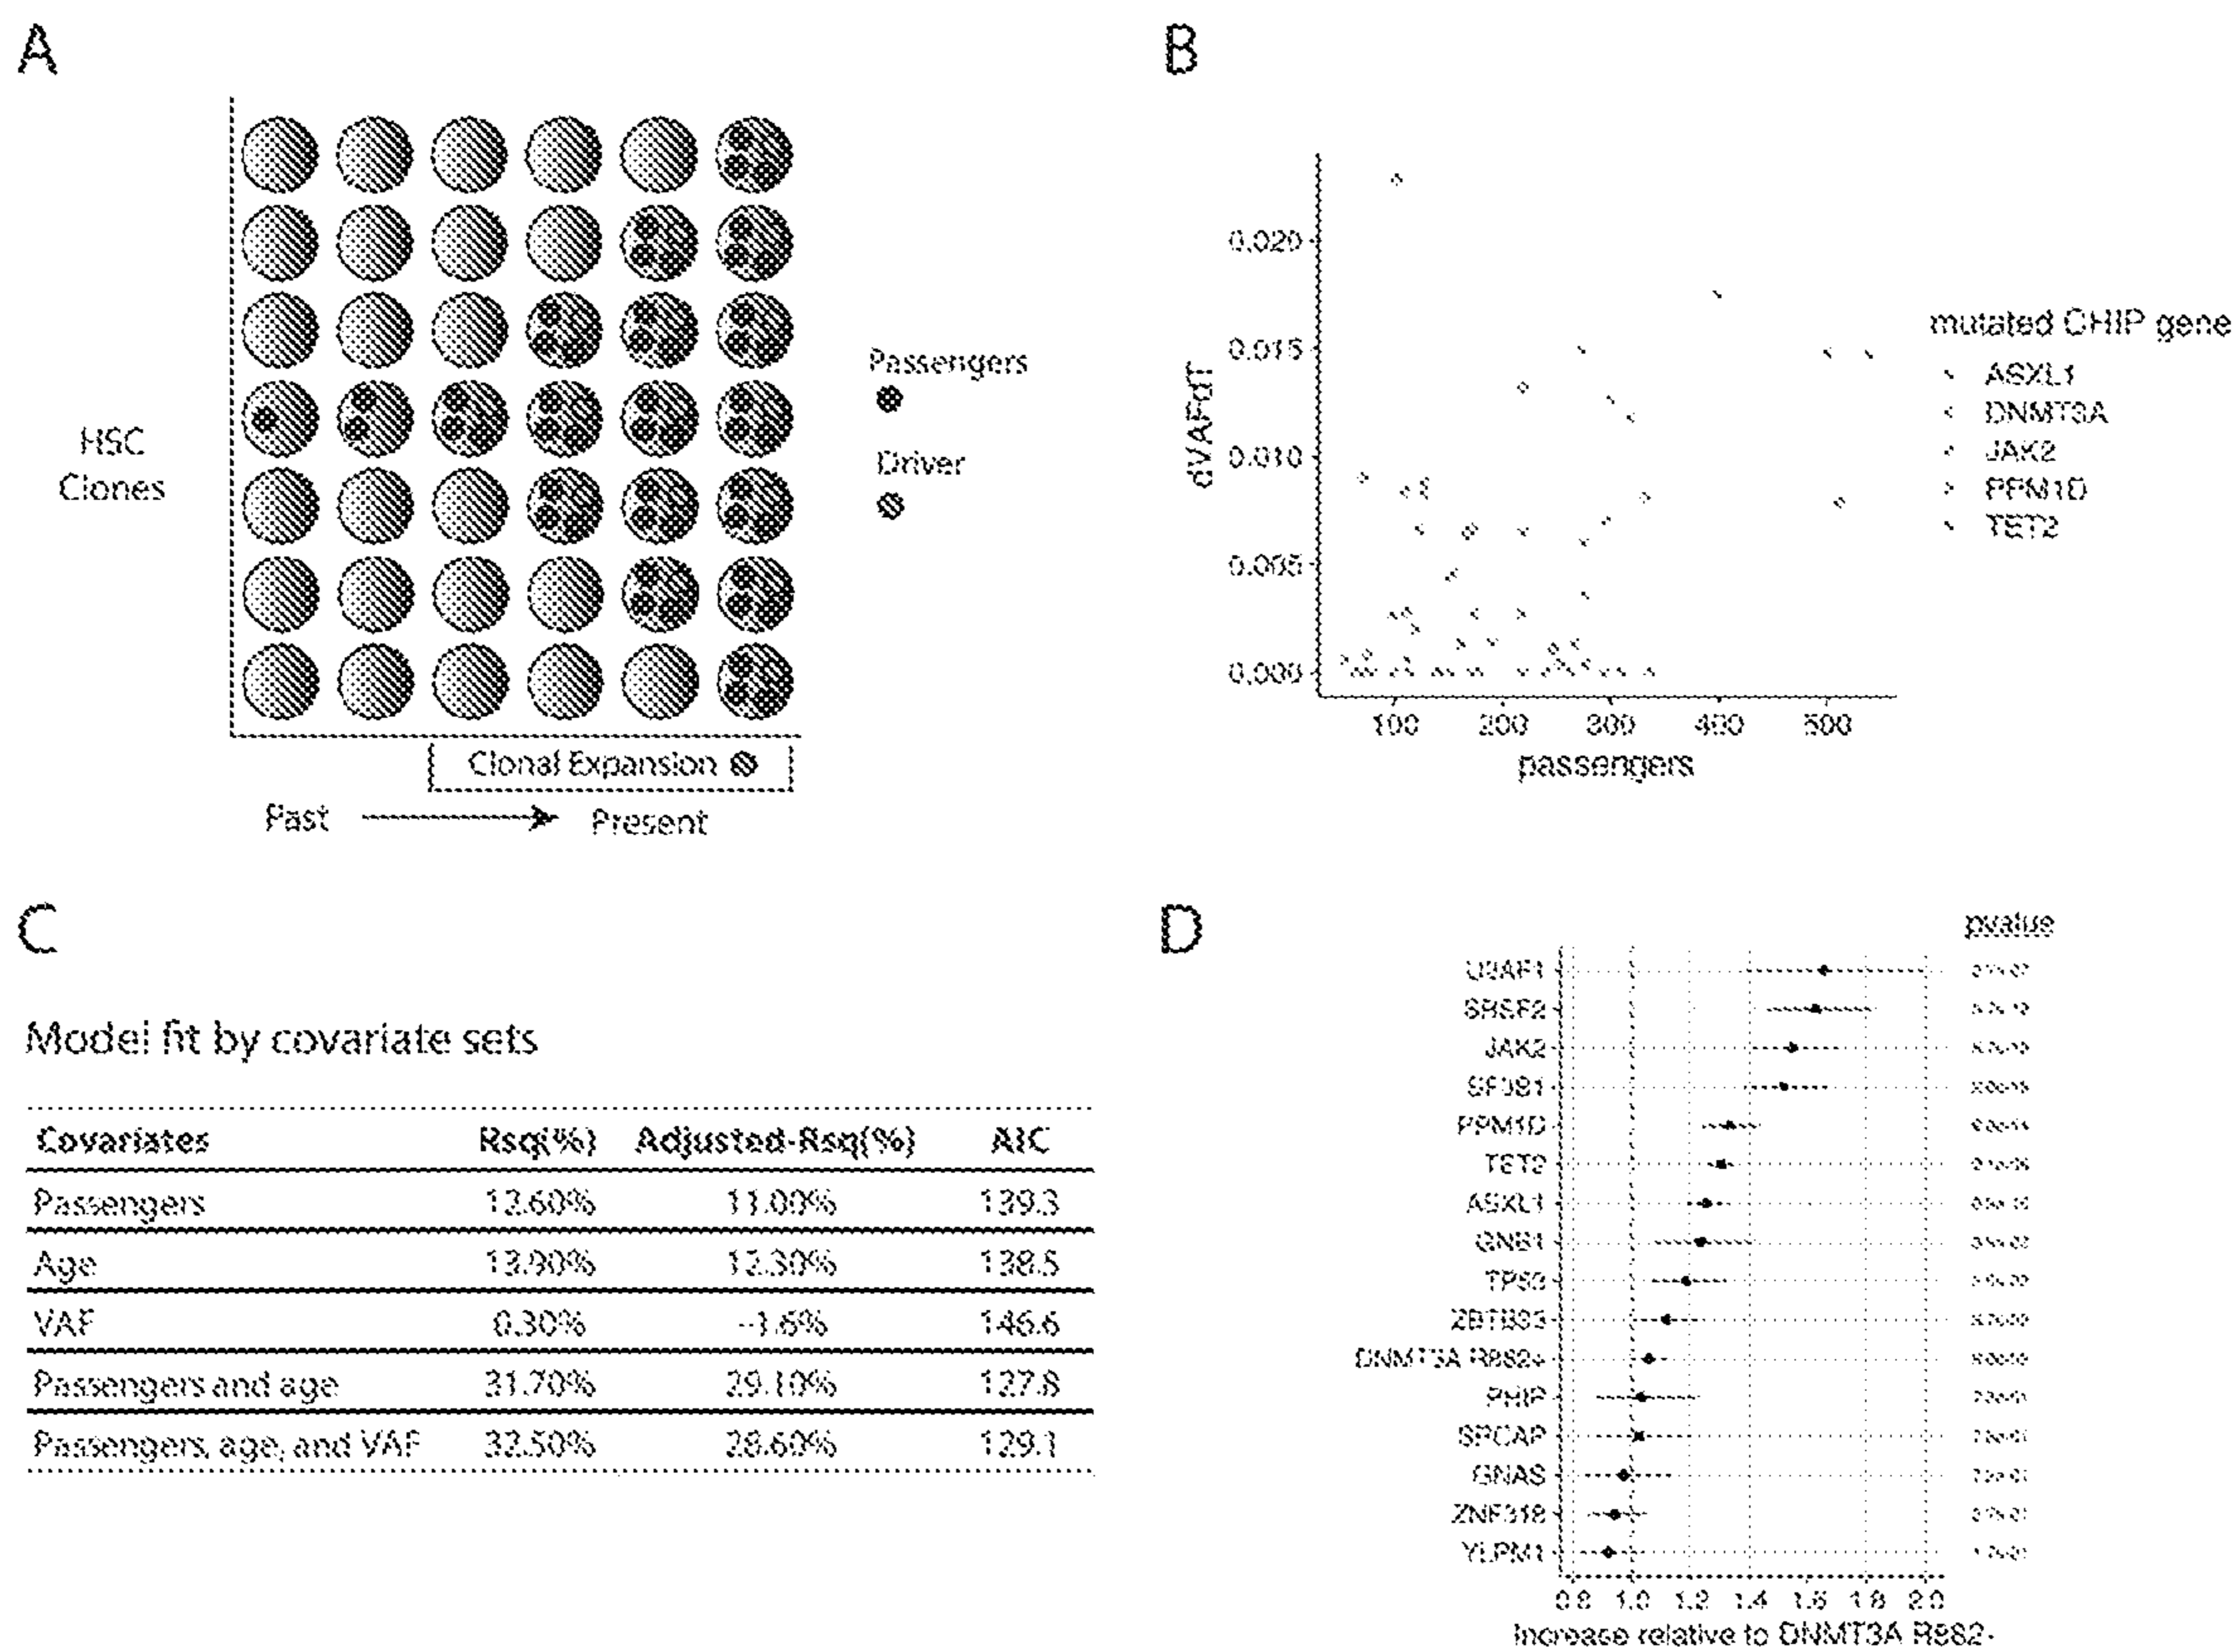 A
HSC
Clones
Passengers
Driver
Clonal Expansion
Past
Present
B
0.020
0.015
0.010
0.005
0.000
dVAFdT
100 200 300 400 500
passengers
mutated CHIP gene
ASXL1
DNMT3A
JAK2
PPM1D
TET2
C
Model fit by covariate sets
Covariates Rsq(%) Adjusted-Rsq(%) AIC
Passengers 12.60% 11.00% 139.3
Age 13.90% 12.30% 138.5
VAF 0.30% -1.6% 146.6
Passengers and age 31.70% 29.10% 127.8
Passengers, age, and VAF 32.50% 28.60% 129.1
D
pvalue
U2AF1
SRSF2
JAK2
SF3B1
PPM1D
TET2
ASXL1
GNB1
TP53
ZBTB33
DNMT3A R882+
PHIP
SRCAP
GNAS
ZNF318
YLPM1
0.8 1.0 1.2 1.4 1.6 1.8 2.0
Increase relative to DNMT3A R882-